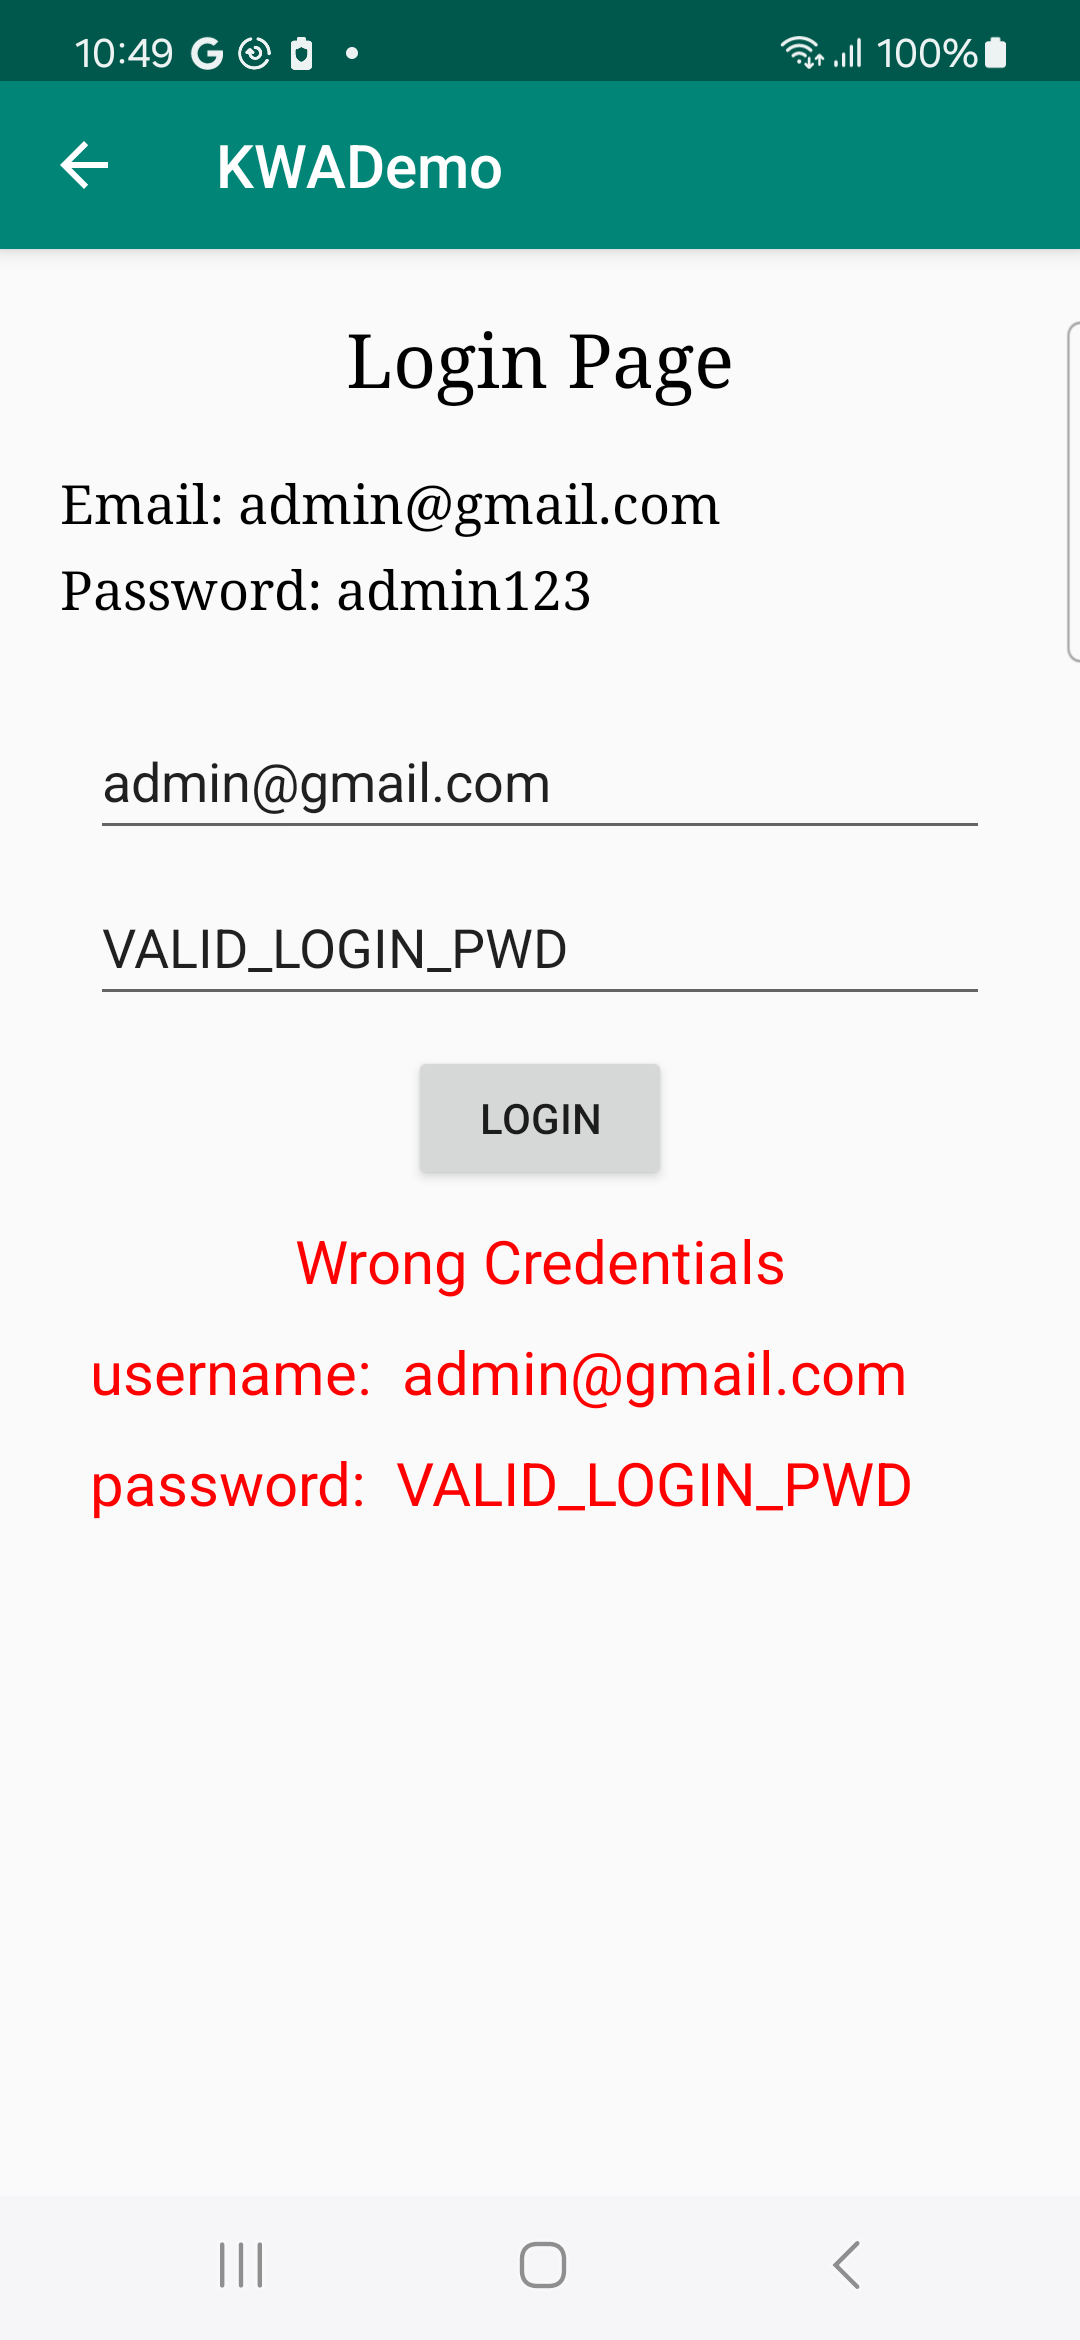 10:49 100%
KWADemo
Login Page
Email: admin@gmail.com
Password: admin123
admin@gmail.com
VALID_LOGIN_PWD
LOGIN
Wrong Credentials
username: admin@gmail.com
password: VALID_LOGIN_PWD